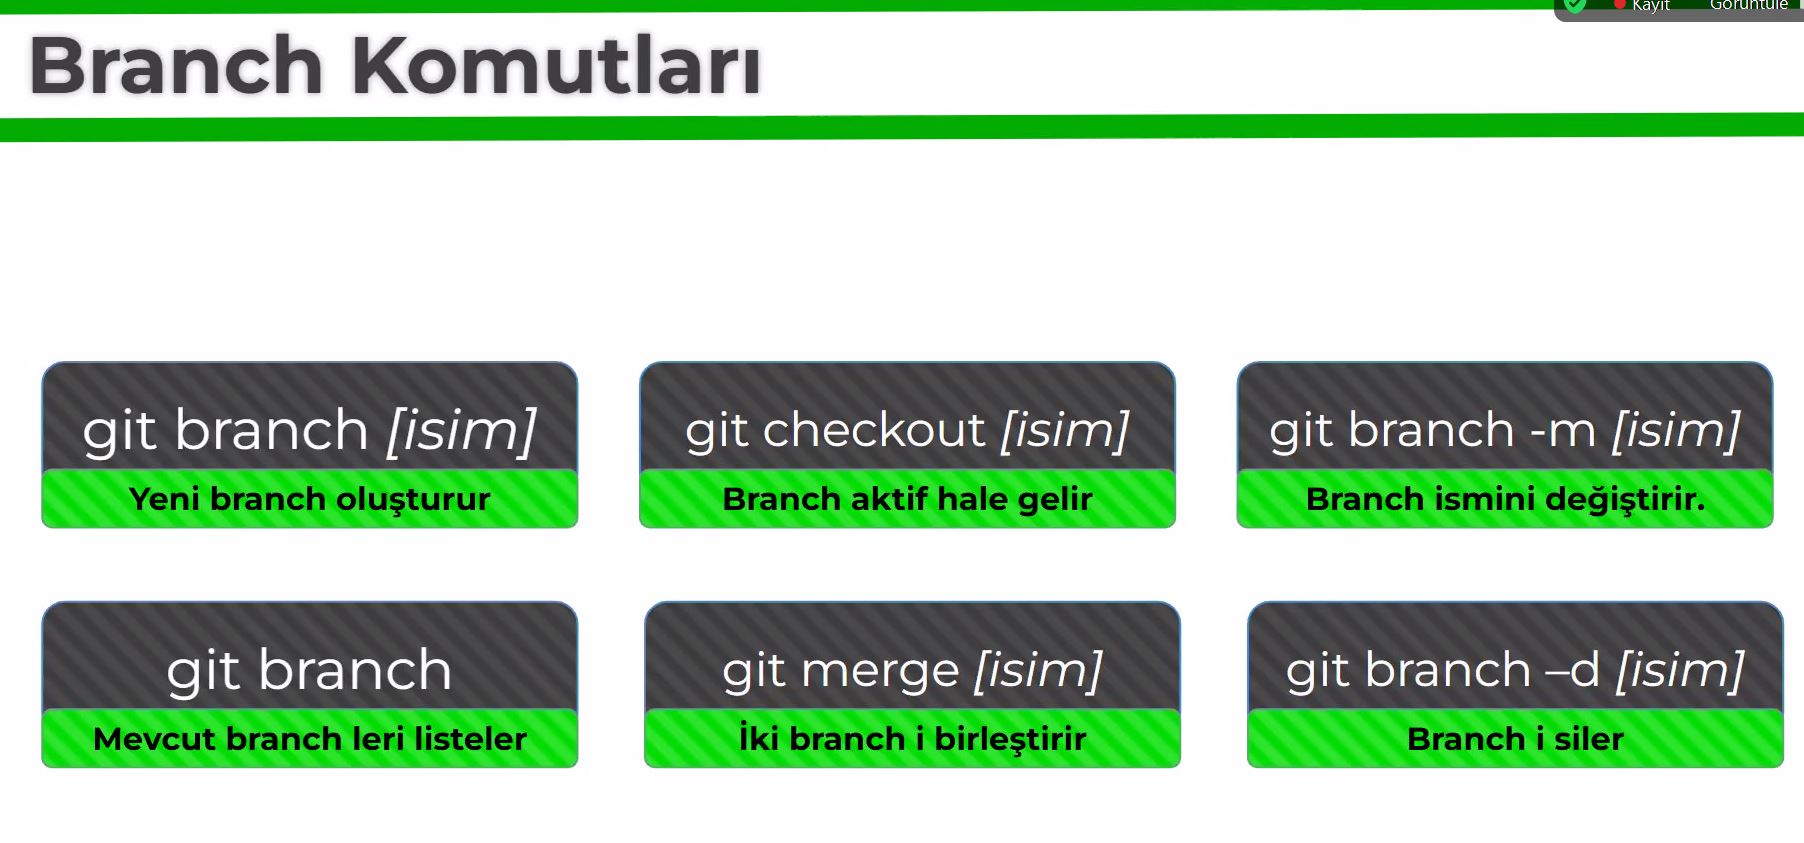 Kayıt
Görüntüle
Branch Komutları
git branch [isim]
Yeni branch oluşturur
git checkout [isim]
Branch aktif hale gelir
git branch -m [isim]
Branch ismini değiştirir.
git branch
Mevcut branch leri listeler
git merge [isim]
İki branch i birleştirir
git branch –d [isim]
Branch i siler